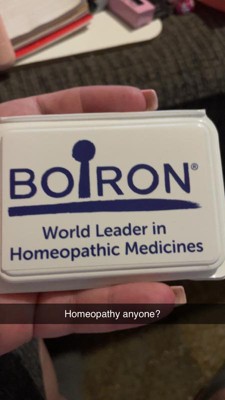 BOIRON®
World Leader in
Homeopathic Medicines
Homeopathy anyone?